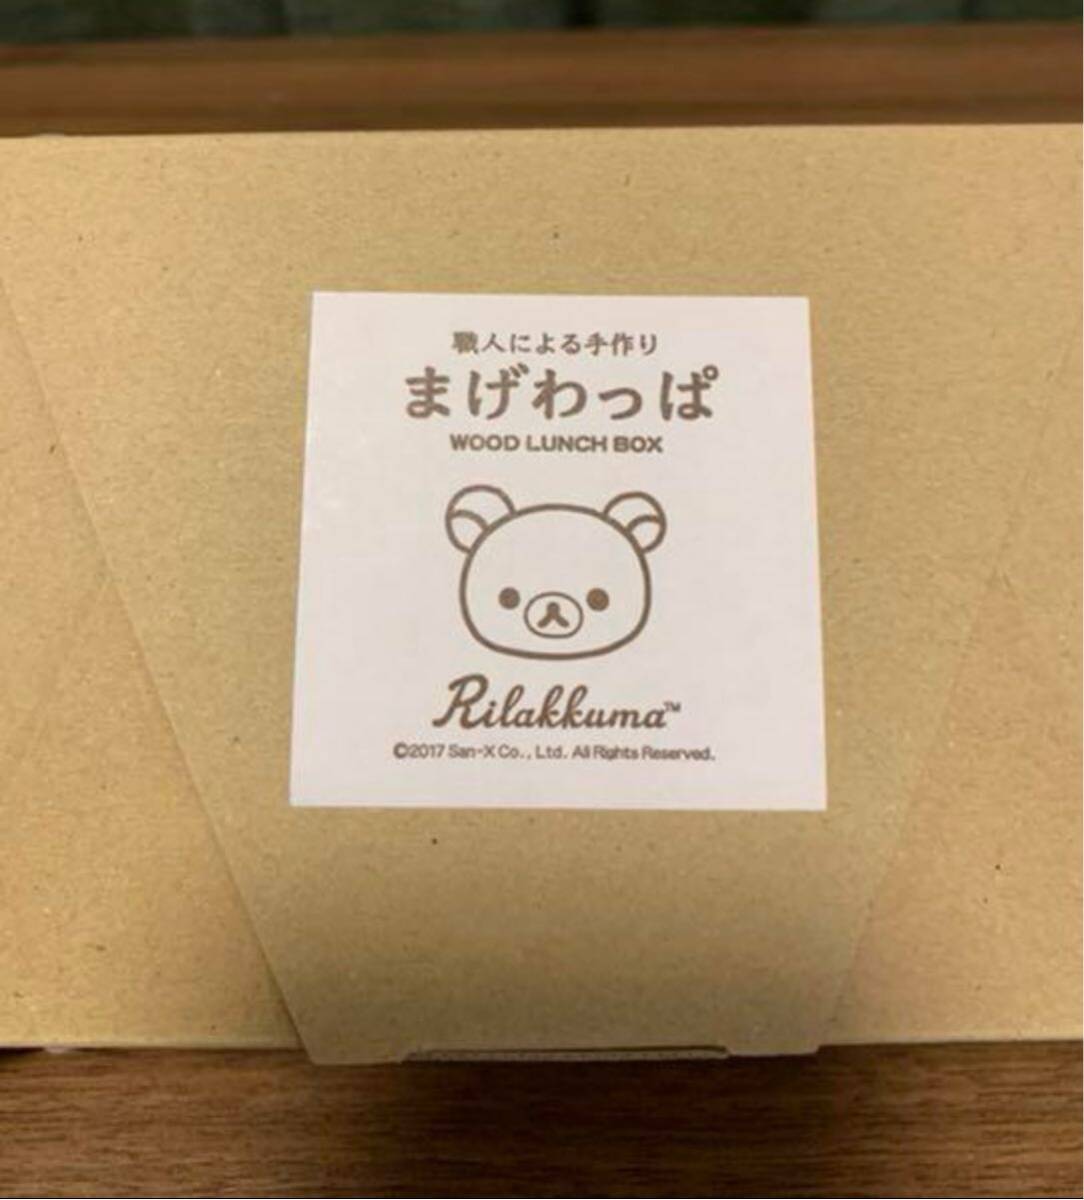 職人による手作り
まげわっぱ
WOOD LUNCH BOX
Rilakkuma™
©2017 San-X Co., Ltd. All Rights Reserved.